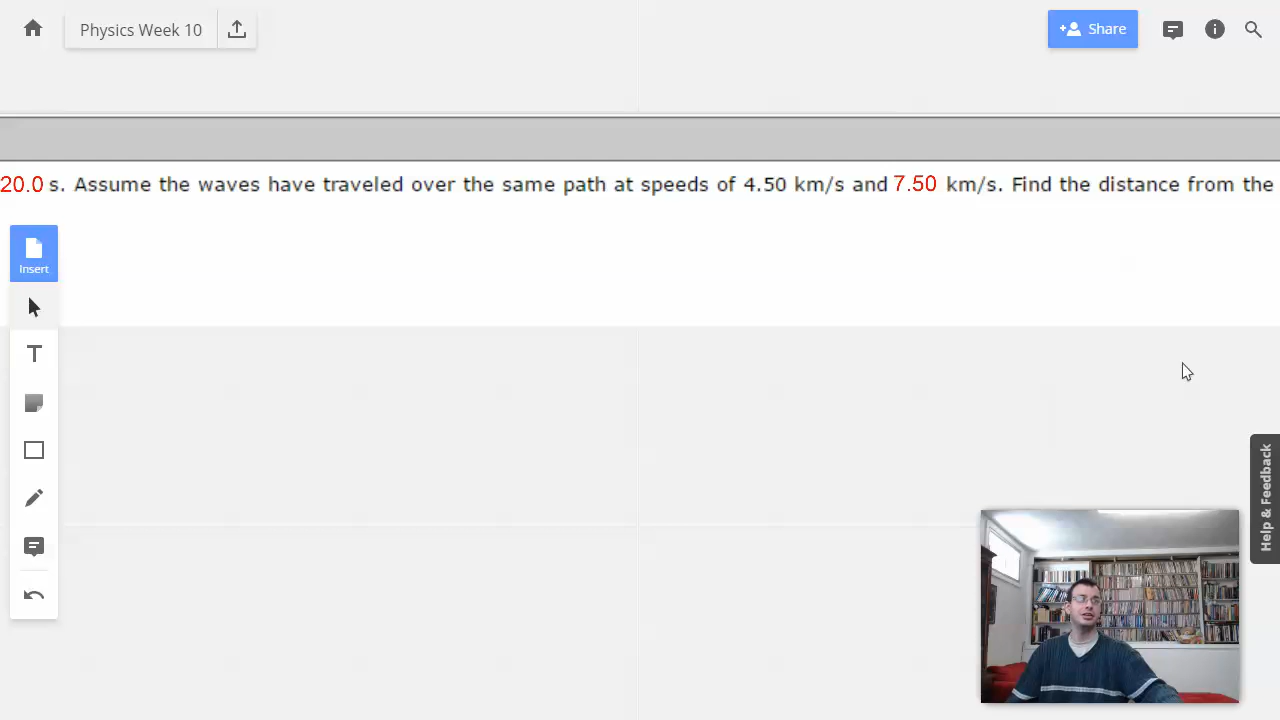 Physics Week 10
Share
20.0 s. Assume the waves have traveled over the same path at speeds of 4.50 km/s and 7.50 km/s. Find the distance from the
Insert
T
Help & Feedback